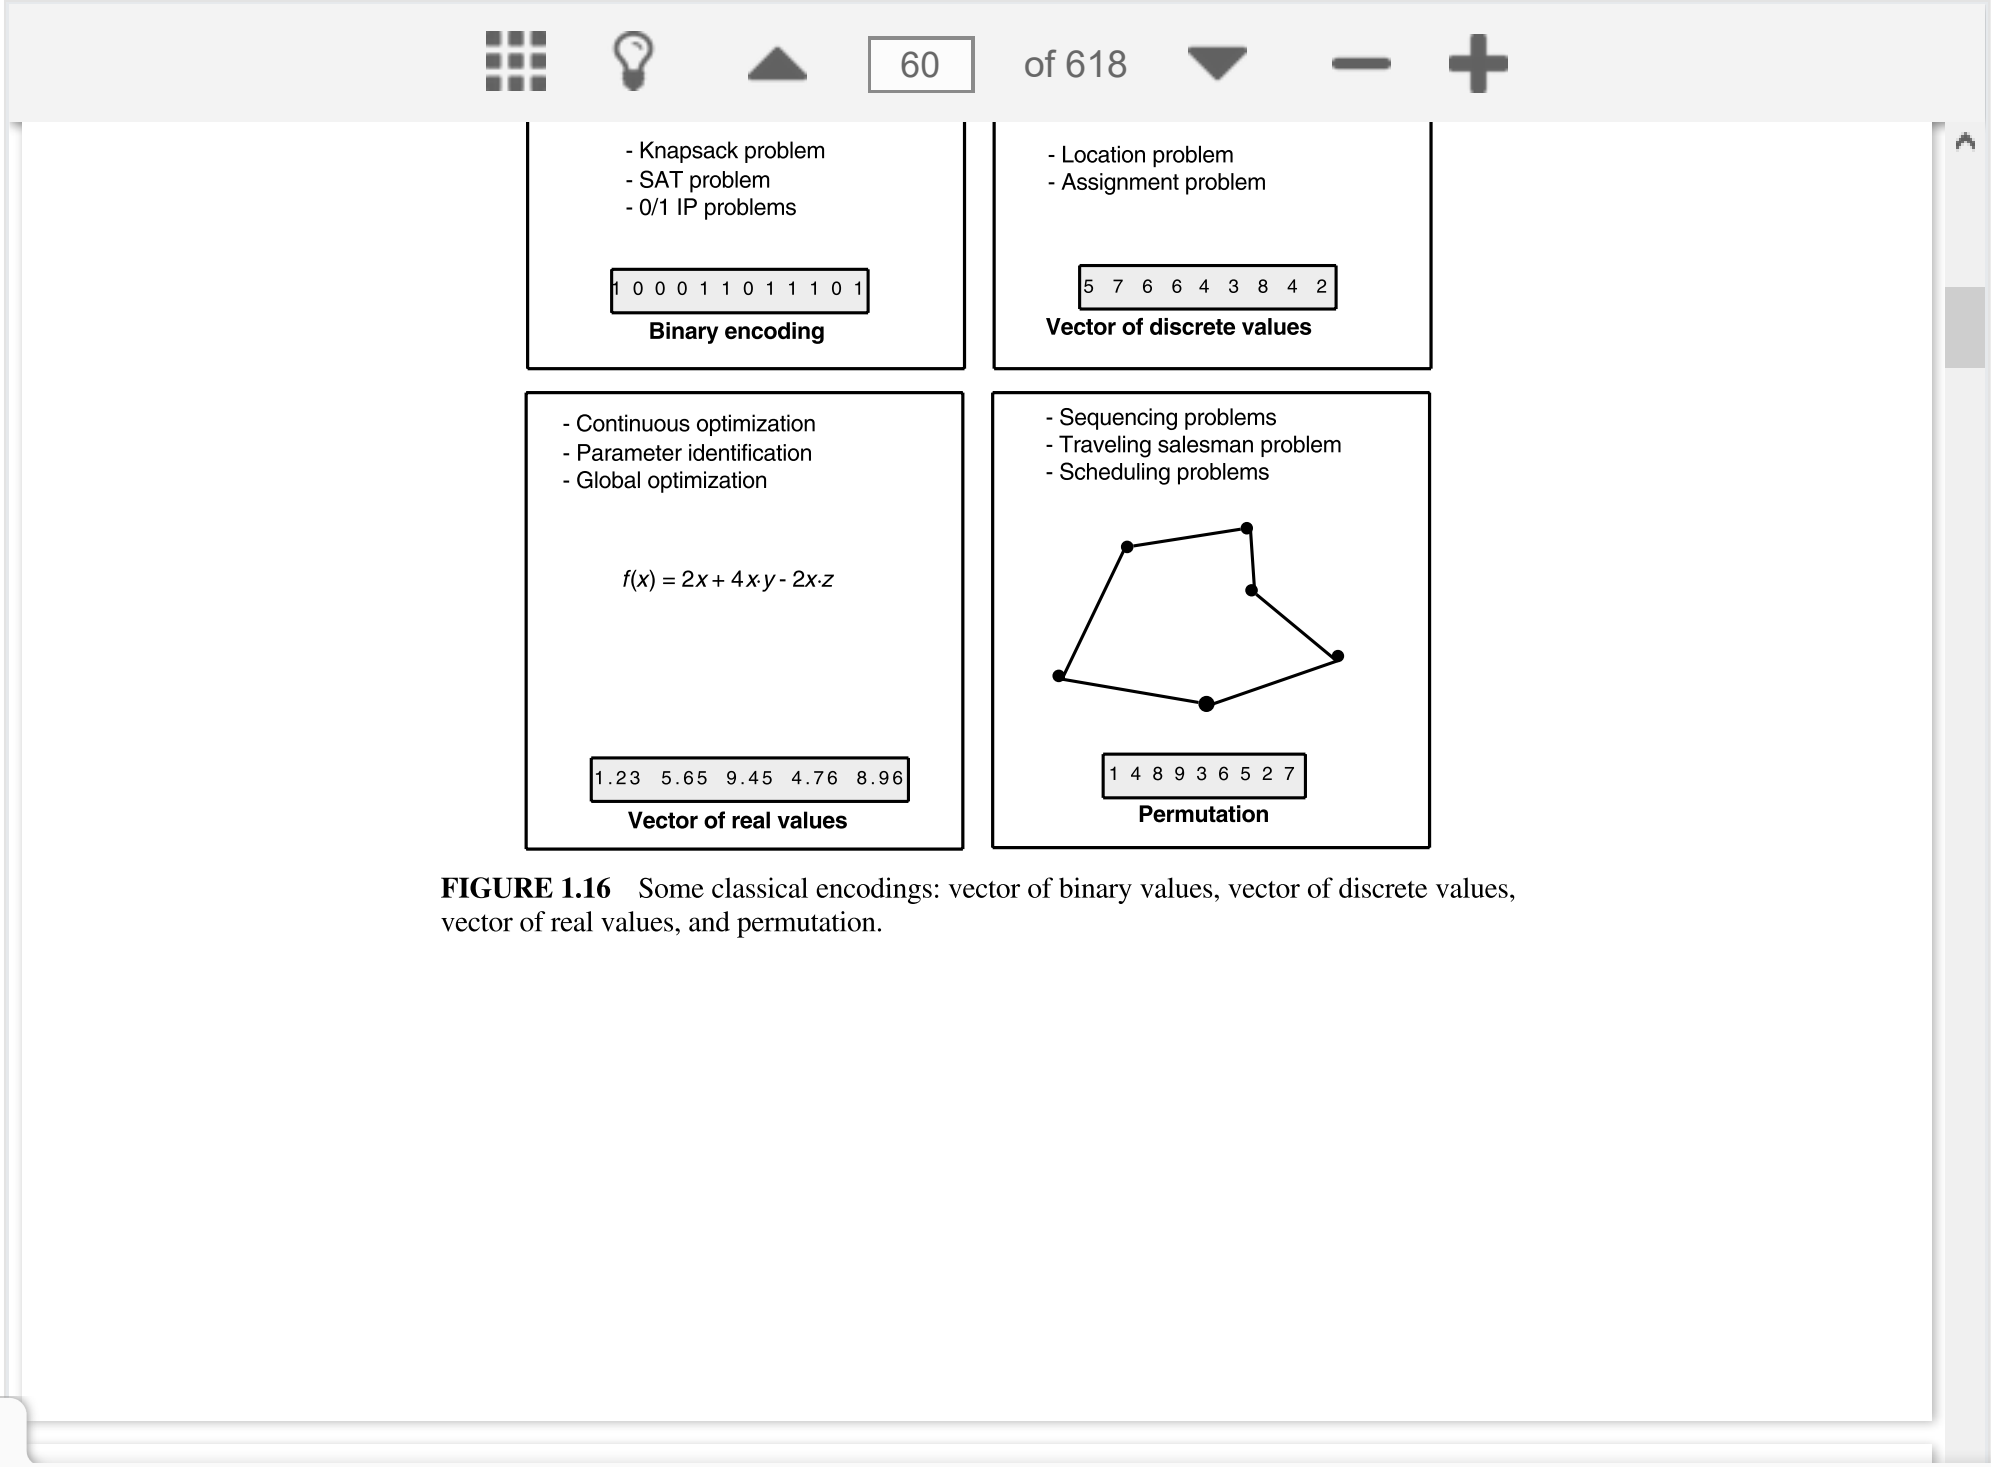 60 of 618
- Knapsack problem
- SAT problem
- 0/1 IP problems
1 0 0 0 1 1 0 1 1 1 0 1
Binary encoding
- Location problem
- Assignment problem
5 7 6 6 4 3 8 4 2
Vector of discrete values
- Continuous optimization
- Parameter identification
- Global optimization
f(x) = 2x + 4x·y - 2x·z
1.23 5.65 9.45 4.76 8.96
Vector of real values
- Sequencing problems
- Traveling salesman problem
- Scheduling problems
1 4 8 9 3 6 5 2 7
Permutation
FIGURE 1.16 Some classical encodings: vector of binary values, vector of discrete values,
vector of real values, and permutation.